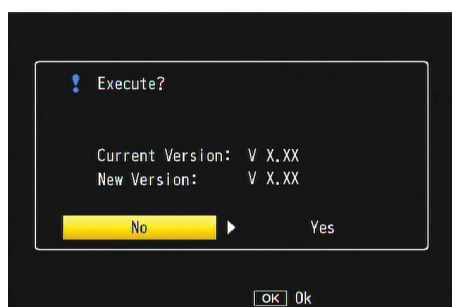 Execute?
Current Version: V X.XX
New Version: V X.XX
No Yes
OK Ok